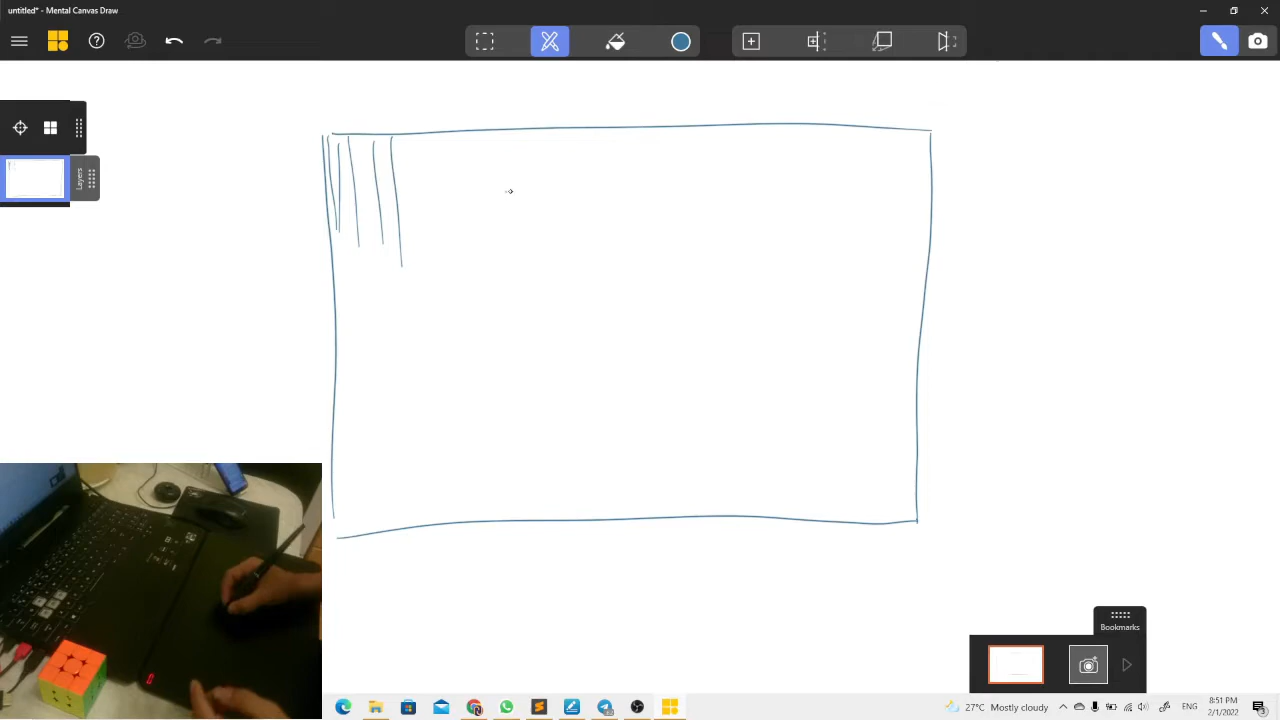 untitled* - Mental Canvas Draw
Layers
Bookmarks
27°C Mostly cloudy
ENG
8:51 PM
2/1/2022